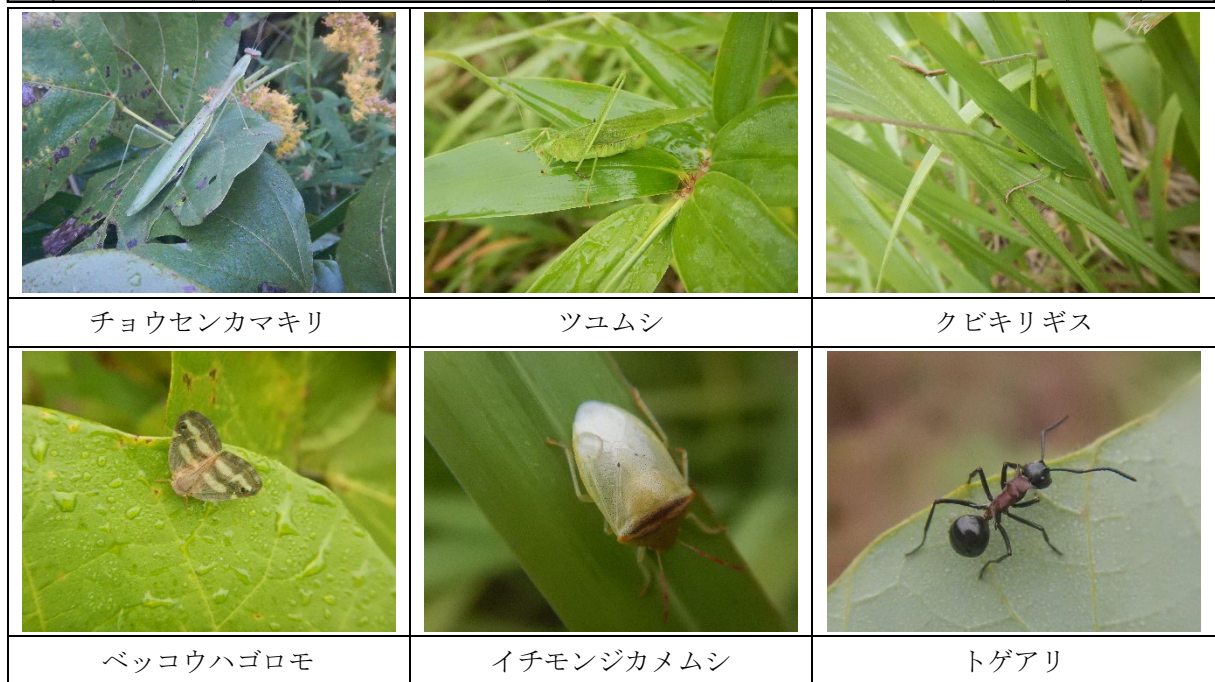 チョウセンカマキリ
ツユムシ
クビキリギス
ベッコウハゴロモ
イチモンジカメムシ
トゲアリ